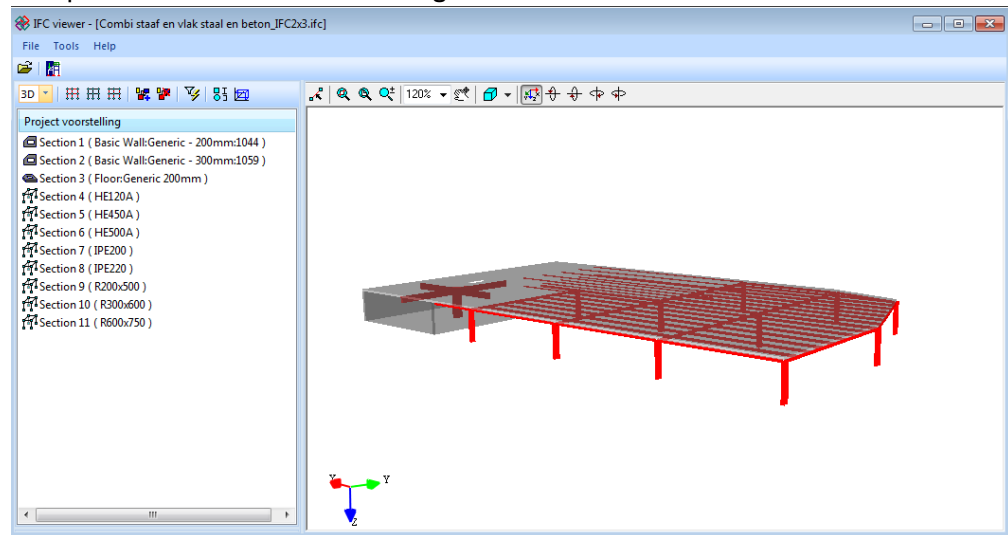 IFC viewer - [Combi staaf en vlak staal en beton_IFC2x3.ifc]
File Tools Help
3D
120%
Project voorstelling
Section 1 ( Basic Wall:Generic - 200mm:1044 )
Section 2 ( Basic Wall:Generic - 300mm:1059 )
Section 3 ( Floor:Generic 200mm )
Section 4 ( HE120A )
Section 5 ( HE450A )
Section 6 ( HE500A )
Section 7 ( IPE200 )
Section 8 ( IPE220 )
Section 9 ( R200x500 )
Section 10 ( R300x600 )
Section 11 ( R600x750 )
Y
Z